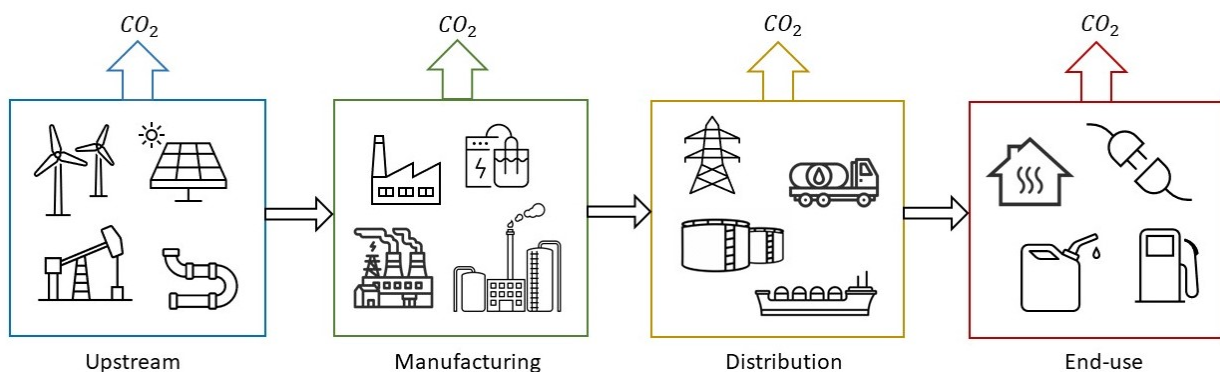 CO₂ CO₂ CO₂ CO₂
Upstream Manufacturing Distribution End-use